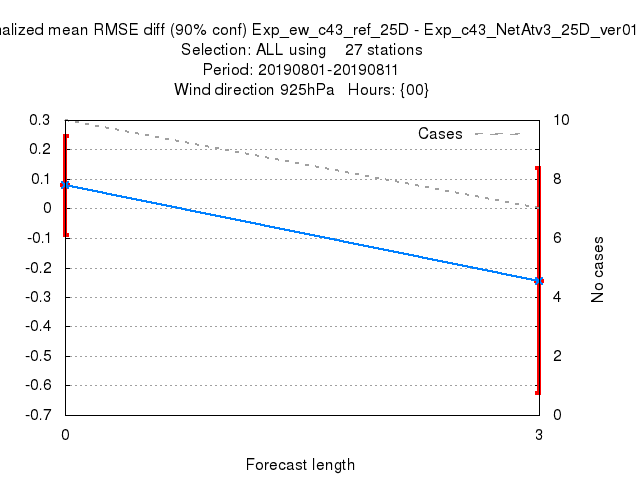 nalized mean RMSE diff (90% conf) Exp_ew_c43_ref_25D - Exp_c43_NetAtv3_25D_ver01
Selection: ALL using 27 stations
Period: 20190801-20190811
Wind direction 925hPa Hours: {00}
Cases
0.3
0.2
0.1
0
-0.1
-0.2
-0.3
-0.4
-0.5
-0.6
-0.7
10
8
6
4
2
0
No cases
0
3
Forecast length